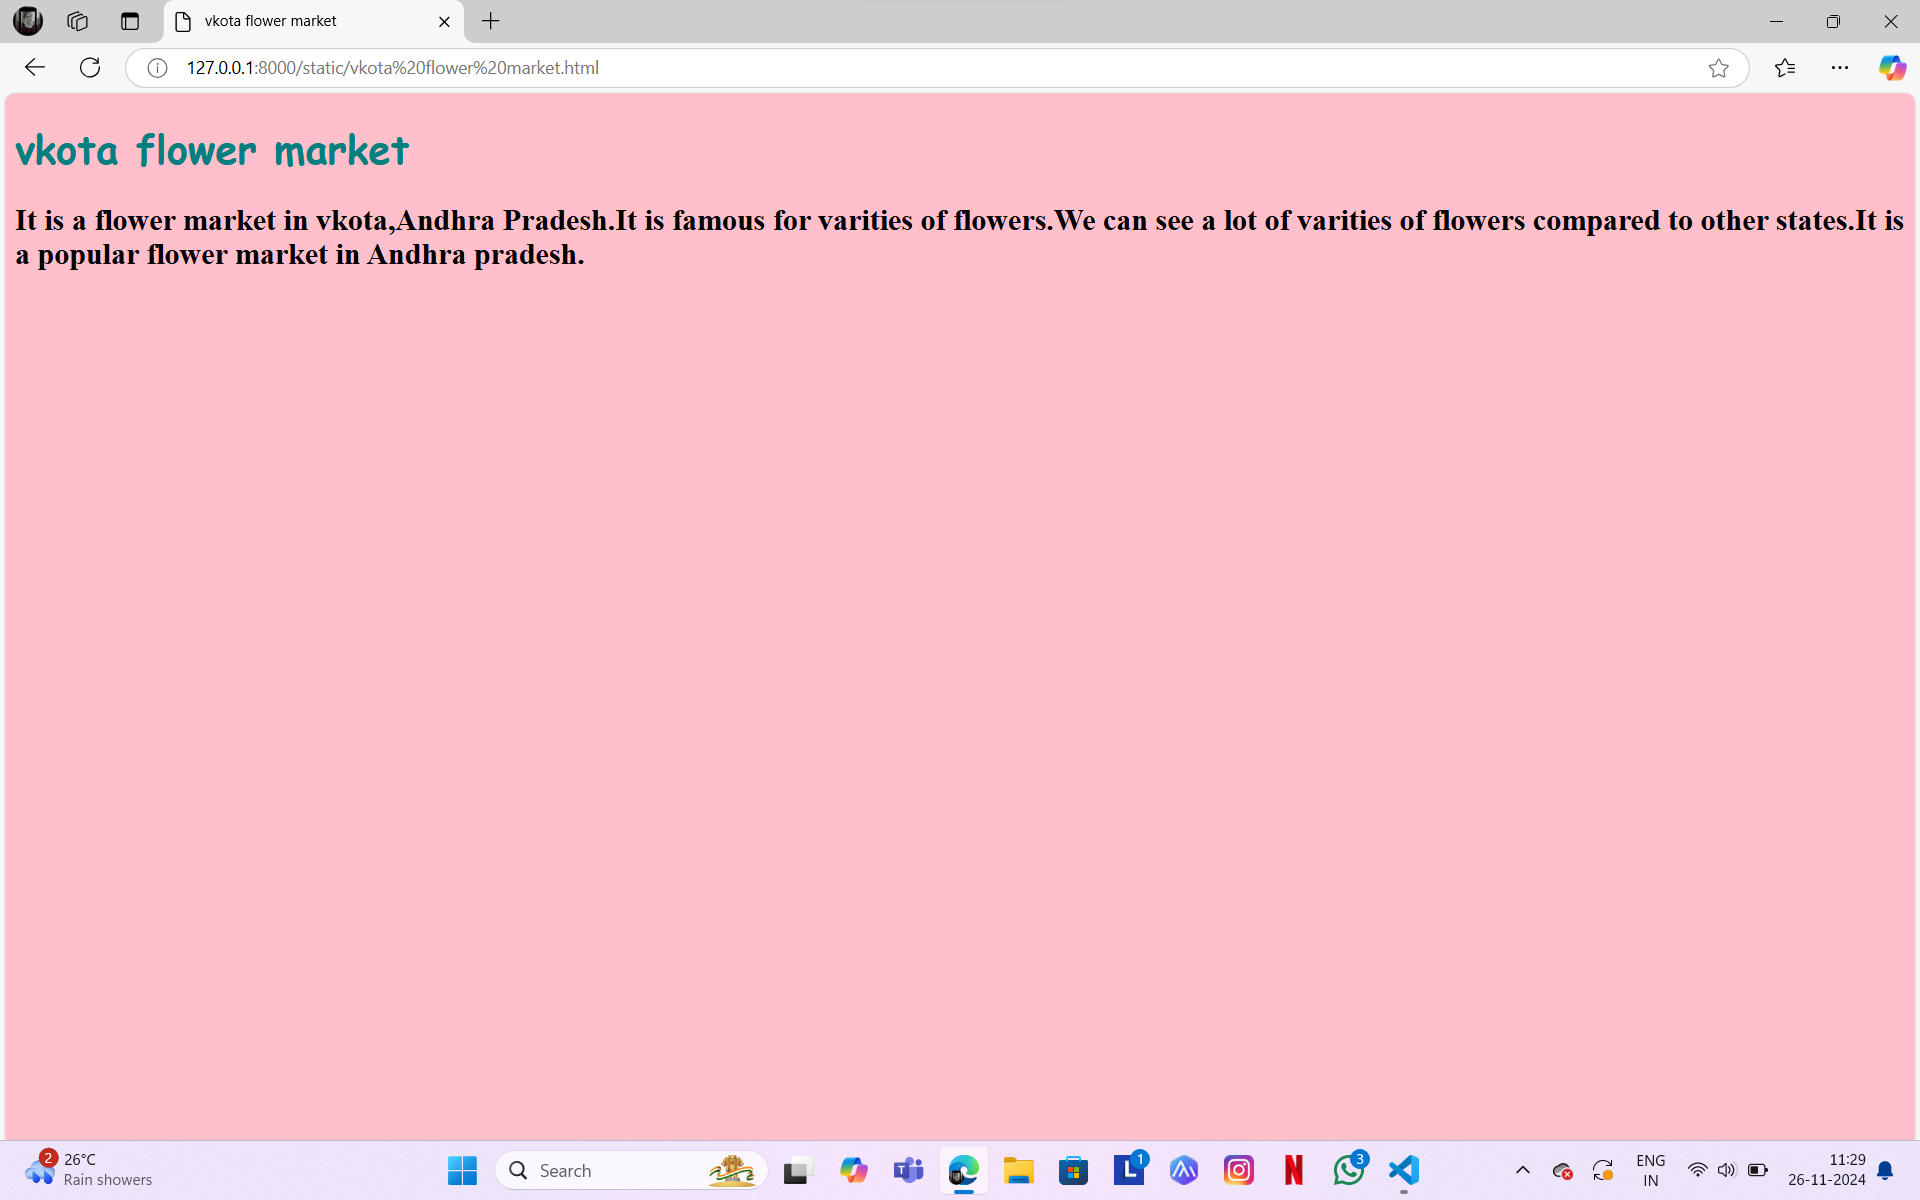 vkota flower market
127.0.0.1:8000/static/vkota%20flower%20market.html
vkota flower market
It is a flower market in vkota,Andhra Pradesh.It is famous for varities of flowers.We can see a lot of varities of flowers compared to other states.It is
a popular flower market in Andhra pradesh.
2
26°C
Rain showers
Search
T
L
1
N
3
ENG
IN
11:29
26-11-2024